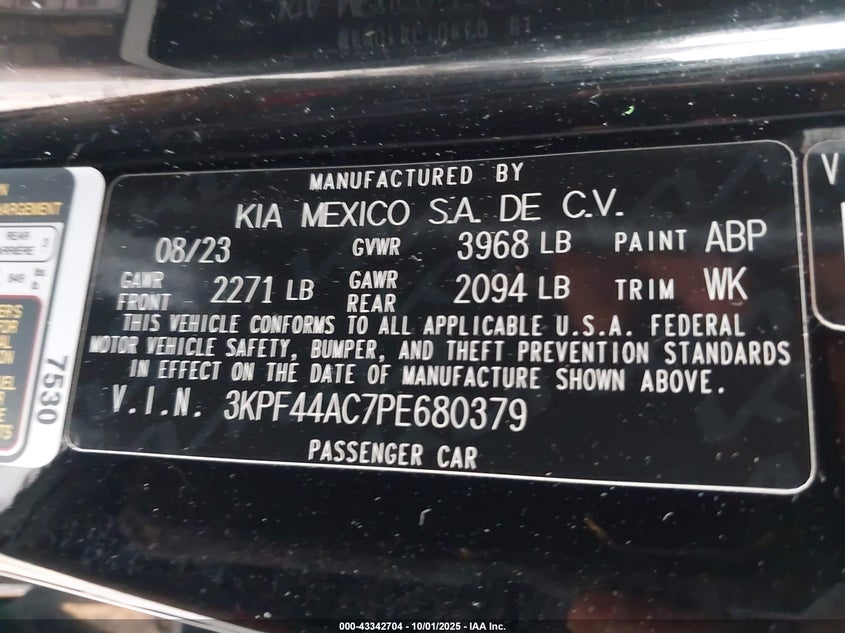 MANUFACTURED BY
KIA MEXICO S.A. DE C.V.
08/23 GVWR 3968 LB PAINT ABP
GAWR FRONT 2271 LB GAWR REAR 2094 LB TRIM WK
THIS VEHICLE CONFORMS TO ALL APPLICABLE U.S.A. FEDERAL
MOTOR VEHICLE SAFETY, BUMPER, AND THEFT PREVENTION STANDARDS
IN EFFECT ON THE DATE OF MANUFACTURE SHOWN ABOVE.
V.I.N. 3KPF44AC7PE680379
PASSENGER CAR
REAR
7530
V
000-43342704 - 10/01/2025 - IAA Inc.